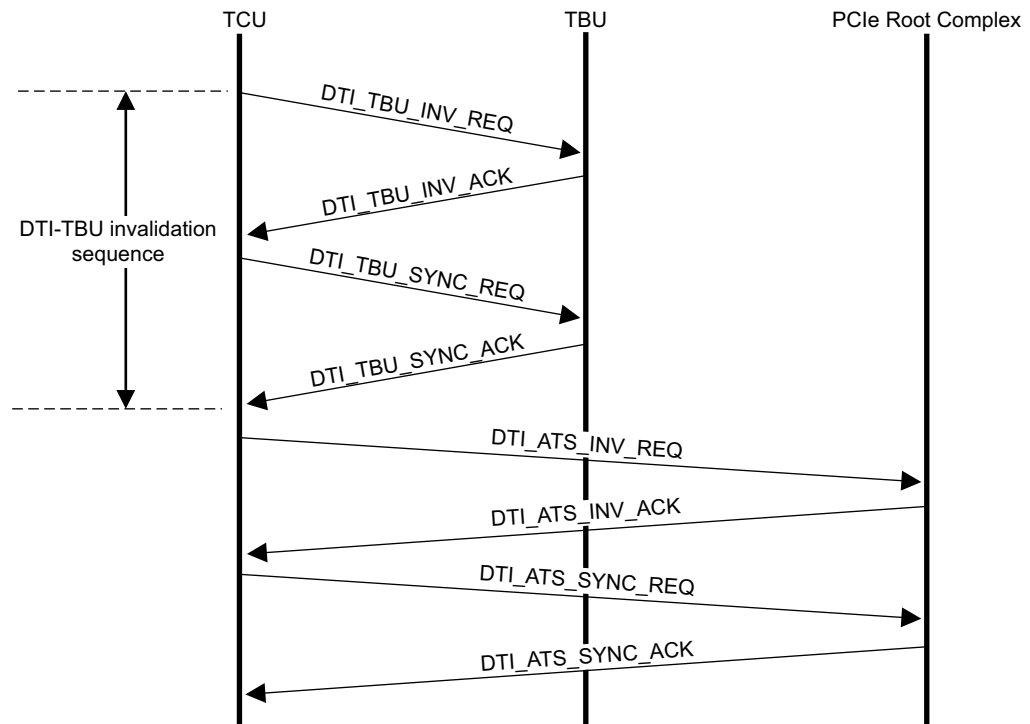 TCU
TBU
PCIe Root Complex
DTI_TBU_INV_REQ
DTI_TBU_INV_ACK
DTI-TBU invalidation
sequence
DTI_TBU_SYNC_REQ
DTI_TBU_SYNC_ACK
DTI_ATS_INV_REQ
DTI_ATS_INV_ACK
DTI_ATS_SYNC_REQ
DTI_ATS_SYNC_ACK